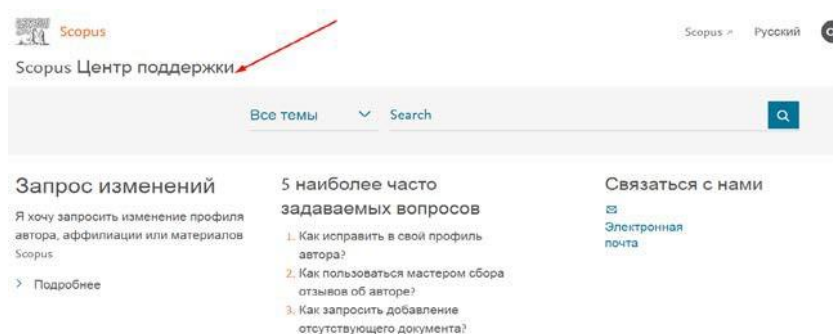 Scopus
Scopus ↗ Русский
Scopus Центр поддержки
Все темы Search
Запрос изменений
Я хочу запросить изменение профиля
автора, аффилиации или материалов
Scopus
> Подробнее
5 наиболее часто
задаваемых вопросов
1. Как исправить в свой профиль
автора?
2. Как пользоваться мастером сбора
отзывов об авторе?
3. Как запросить добавление
отсутствующего документа?
Связаться с нами
Электронная
почта